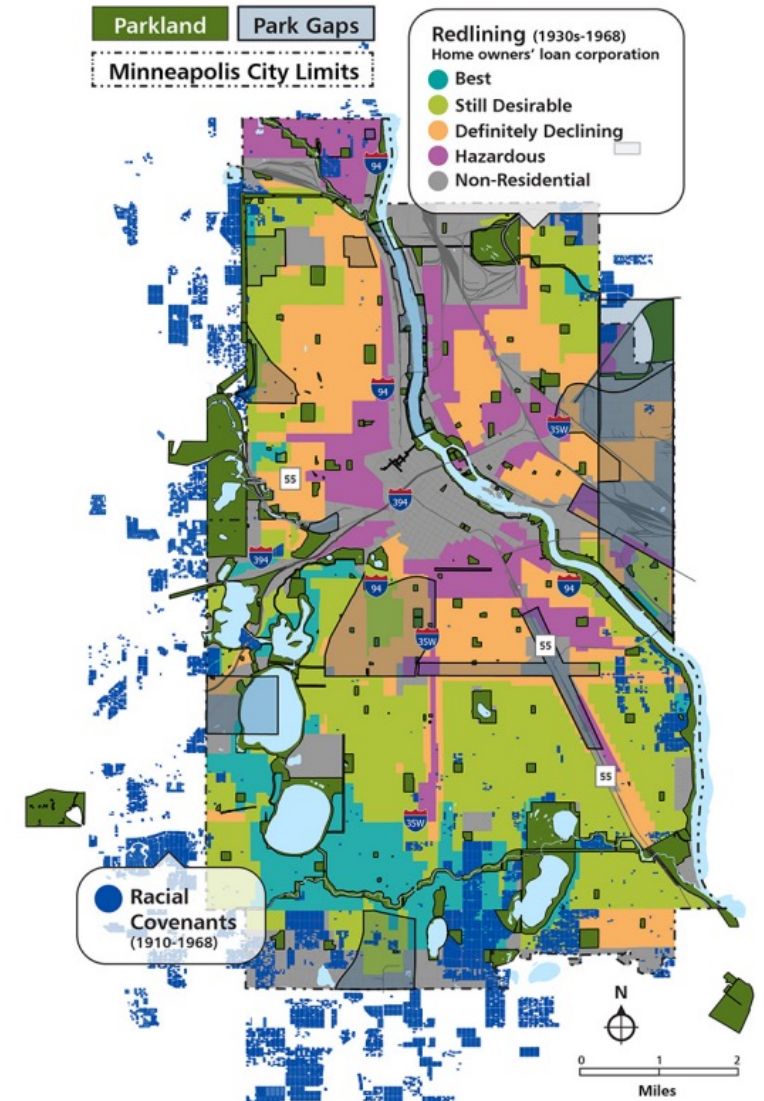 Parkland
Park Gaps
Minneapolis City Limits
Redlining (1930s-1968)
Home owners' loan corporation
Best
Still Desirable
Definitely Declining
Hazardous
Non-Residential
94
94
35W
55
394
394
94
94
35W
55
55
35W
Racial
Covenants
(1910-1968)
N
0 1 2
Miles